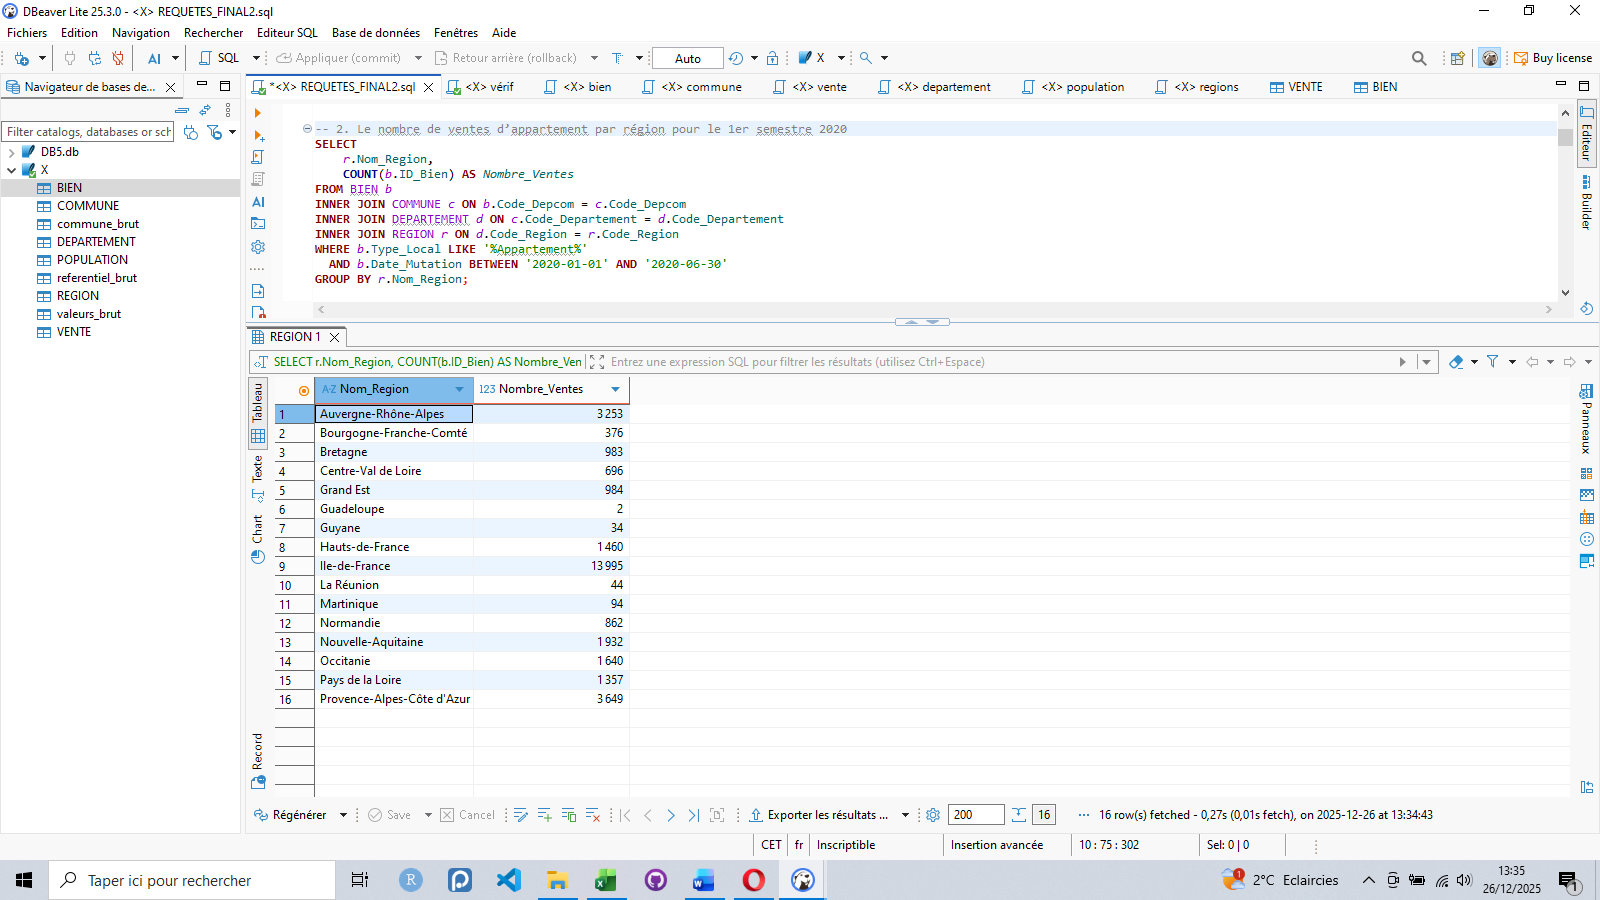 DBeaver Lite 25.3.0 - <X> REQUETES_FINAL2.sql
Fichiers Edition Navigation Rechercher Editeur SQL Base de données Fenêtres Aide
AI SQL Appliquer (commit) Retour arrière (rollback) T Auto X Buy license
Navigateur de bases de... *<X> REQUETES_FINAL2.sql <X> vérif <X> bien <X> commune <X> vente <X> departement <X> population <X> regions VENTE BIEN
Filter catalogs, databases or sch
DB5.db
X
BIEN
COMMUNE
commune_brut
DEPARTEMENT
POPULATION
referentiel_brut
REGION
valeurs_brut
VENTE
AI
-- 2. Le nombre de ventes d’appartement par région pour le 1er semestre 2020
SELECT
r.Nom_Region,
COUNT(b.ID_Bien) AS Nombre_Ventes
FROM BIEN b
INNER JOIN COMMUNE c ON b.Code_Depcom = c.Code_Depcom
INNER JOIN DEPARTEMENT d ON c.Code_Departement = d.Code_Departement
INNER JOIN REGION r ON d.Code_Region = r.Code_Region
WHERE b.Type_Local LIKE '%Appartement%'
AND b.Date_Mutation BETWEEN '2020-01-01' AND '2020-06-30'
GROUP BY r.Nom_Region;
Editeur
Builder
REGION 1
SELECT r.Nom_Region, COUNT(b.ID_Bien) AS Nombre_Ven Entrez une expression SQL pour filtrer les résultats (utilisez Ctrl+Espace)
Tableau
Texte
Chart
Record
A-Z Nom_Region 123 Nombre_Ventes
1 Auvergne-Rhône-Alpes 3 253
2 Bourgogne-Franche-Comté 376
3 Bretagne 983
4 Centre-Val de Loire 696
5 Grand Est 984
6 Guadeloupe 2
7 Guyane 34
8 Hauts-de-France 1 460
9 Ile-de-France 13 995
10 La Réunion 44
11 Martinique 94
12 Normandie 862
13 Nouvelle-Aquitaine 1 932
14 Occitanie 1 640
15 Pays de la Loire 1 357
16 Provence-Alpes-Côte d'Azur 3 649
Panneaux
Régénérer Save Cancel Exporter les résultats ... 200 16 ... 16 row(s) fetched - 0,27s (0,01s fetch), on 2025-12-26 at 13:34:43
CET fr Inscriptible Insertion avancée 10 : 75 : 302 Sel: 0 | 0
Taper ici pour rechercher 1 2°C Eclaircies 13:35
26/12/2025 1